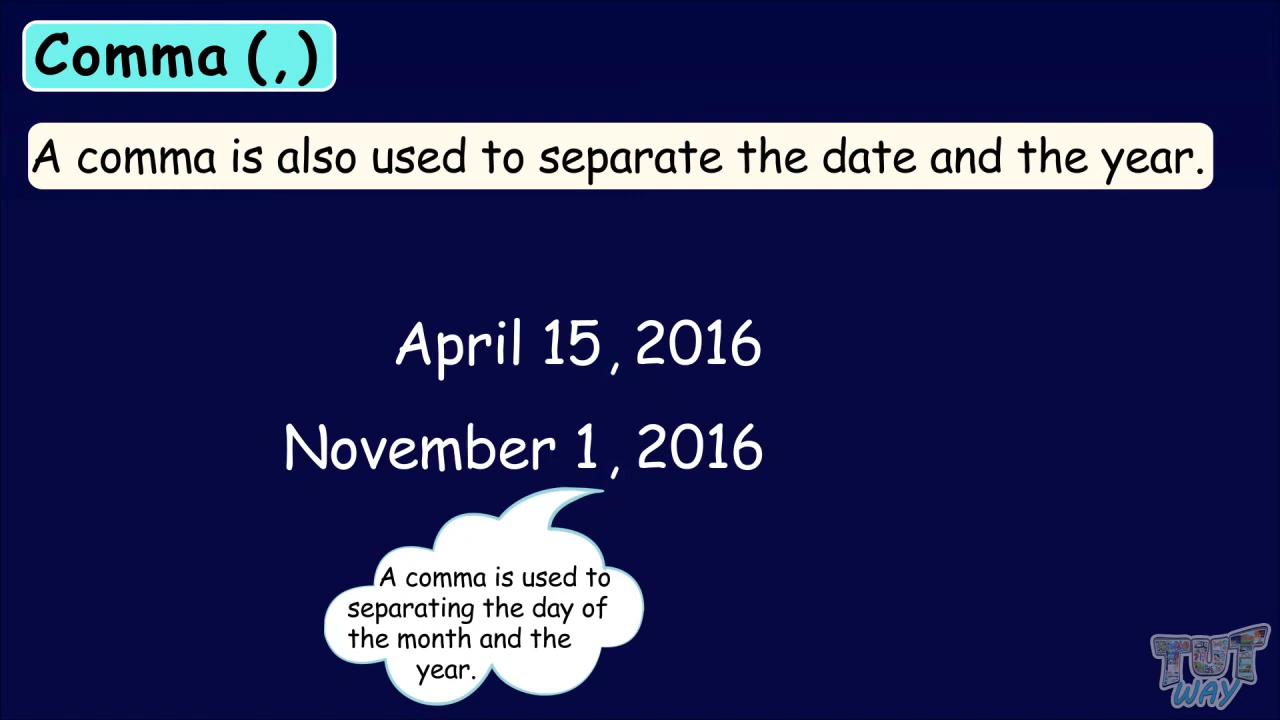 Comma (,)
A comma is also used to separate the date and the year.
April 15, 2016
November 1, 2016
A comma is used to
separating the day of
the month and the
year.
TUT
WAY